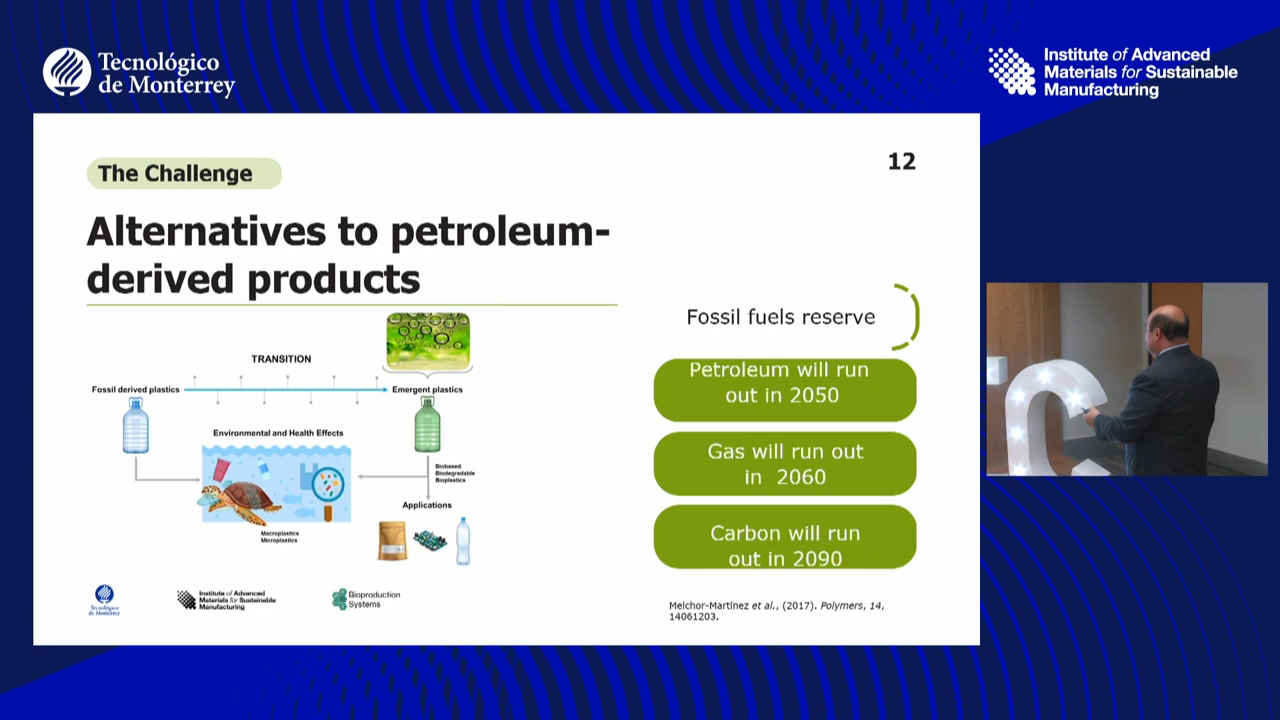 Tecnológico
de Monterrey
Institute of Advanced
Materials for Sustainable
Manufacturing
The Challenge
12
Alternatives to petroleum-
derived products
Fossil fuels reserve
Petroleum will run
out in 2050
Gas will run out
in 2060
Carbon will run
out in 2090
TRANSITION
Fossil derived plastics
Emergent plastics
Environmental and Health Effects
Biobased
Biodegradable
Bioplastics
Applications
Macroplastics
Microplastics
Tecnológico
de Monterrey
Institute of Advanced
Materials for Sustainable
Manufacturing
Bioproduction
Systems
Melchor-Martínez et al., (2017). Polymers, 14,
14061203.